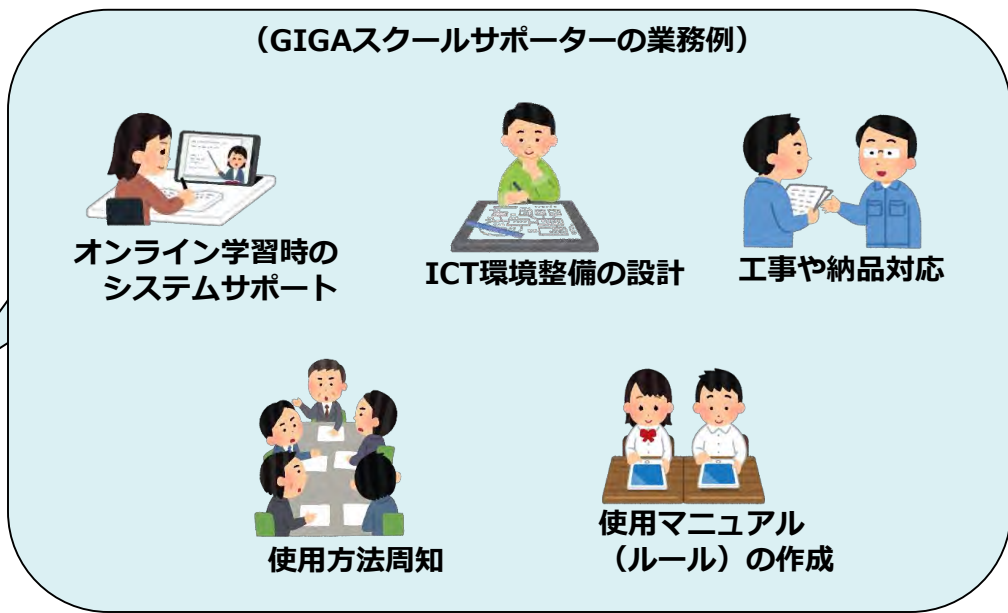 （GIGAスクールサポーターの業務例）
オンライン学習時の
システムサポート
ICT環境整備の設計
工事や納品対応
使用方法周知
使用マニュアル
（ルール）の作成